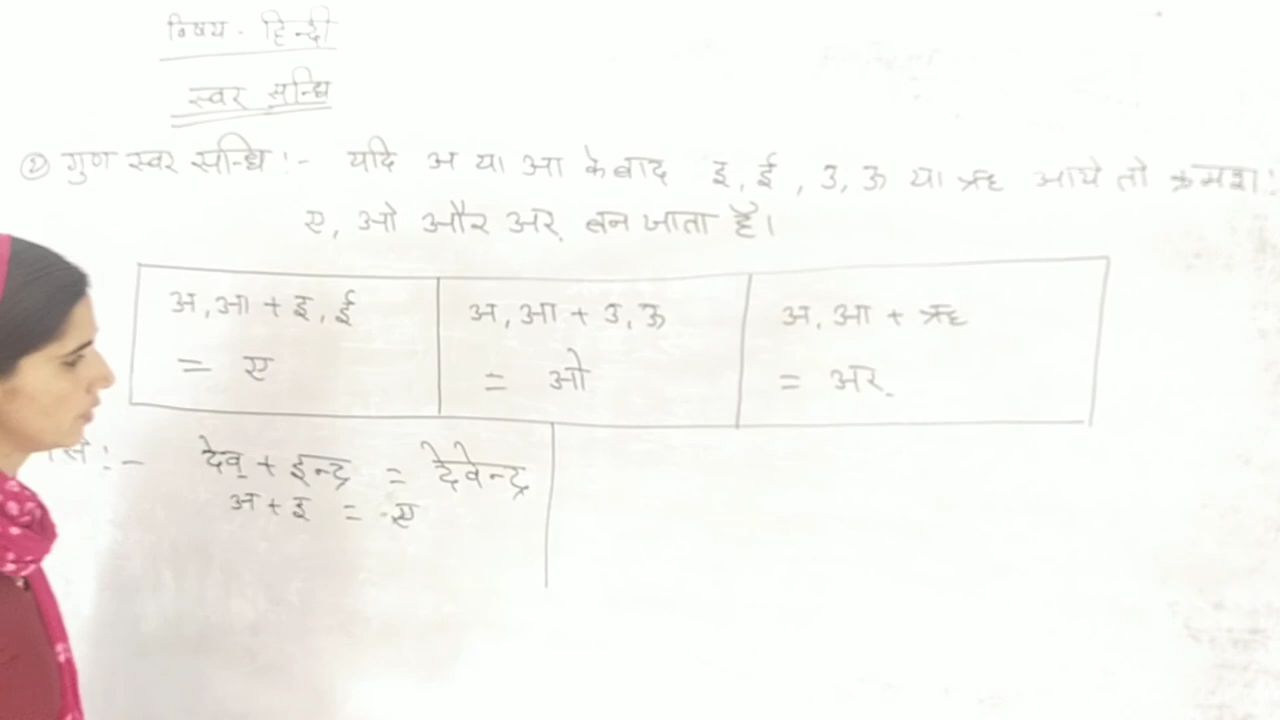 विषय - हिन्दी
स्वर सन्धि
② गुण स्वर सन्धि :- यदि अ या आ के बाद इ, ई, उ, ऊ या ऋ आये तो क्रमश:
ए, ओ और अर् बन जाता है।
अ, आ + इ, ई
= ए
अ, आ + उ, ऊ
= ओ
अ, आ + ऋ
= अर्
देव + इन्द्र = देवेन्द्र
अ + इ = ए